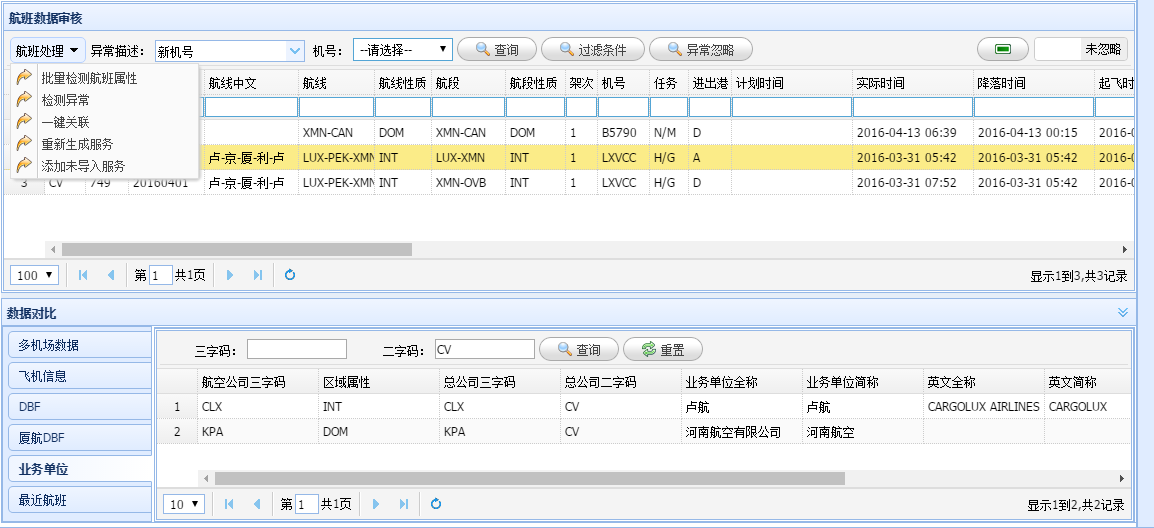 航班数据审核
航班处理 异常描述: 新机号 机号: --请选择-- 查询 过滤条件 异常忽略 未忽略
批量检测航班属性
检测异常
一键关联
重新生成服务
添加未导入服务
航线中文 航线 航线性质 航段 航段性质 架次 机号 任务 进出港 计划时间 实际时间 降落时间 起飞时
XMN-CAN DOM XMN-CAN DOM 1 B5790 N/M D 2016-04-13 06:39 2016-04-13 00:15 2016-0
卢-京-厦-利-卢 LUX-PEK-XMN INT LUX-XMN INT 1 LXVCC H/G A 2016-03-31 05:42 2016-03-31 05:42 2016-0
3 CV 749 20160401 卢-京-厦-利-卢 LUX-PEK-XMN INT XMN-OVB INT 1 LXVCC H/G D 2016-03-31 07:52 2016-03-31 05:42 2016-0
100 第 1 共1页 显示1到3,共3记录
数据对比
多机场数据
飞机信息
DBF
厦航DBF
业务单位
最近航班
三字码: 二字码: CV 查询 重置
航空公司三字码 区域属性 总公司三字码 总公司二字码 业务单位全称 业务单位简称 英文全称 英文简称
1 CLX INT CLX CV 卢航 卢航 CARGOLUX AIRLINES CARGOLUX
2 KPA DOM KPA CV 河南航空有限公司 河南航空
10 第 1 共1页 显示1到2,共2记录